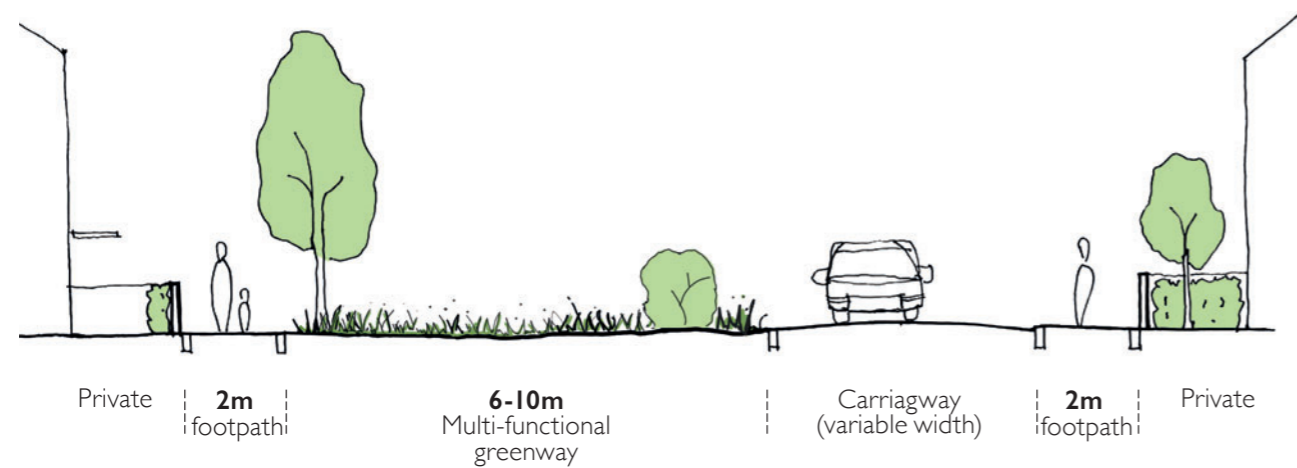 Private
2m
footpath
6-10m
Multi-functional
greenway
Carriagway
(variable width)
2m
footpath
Private